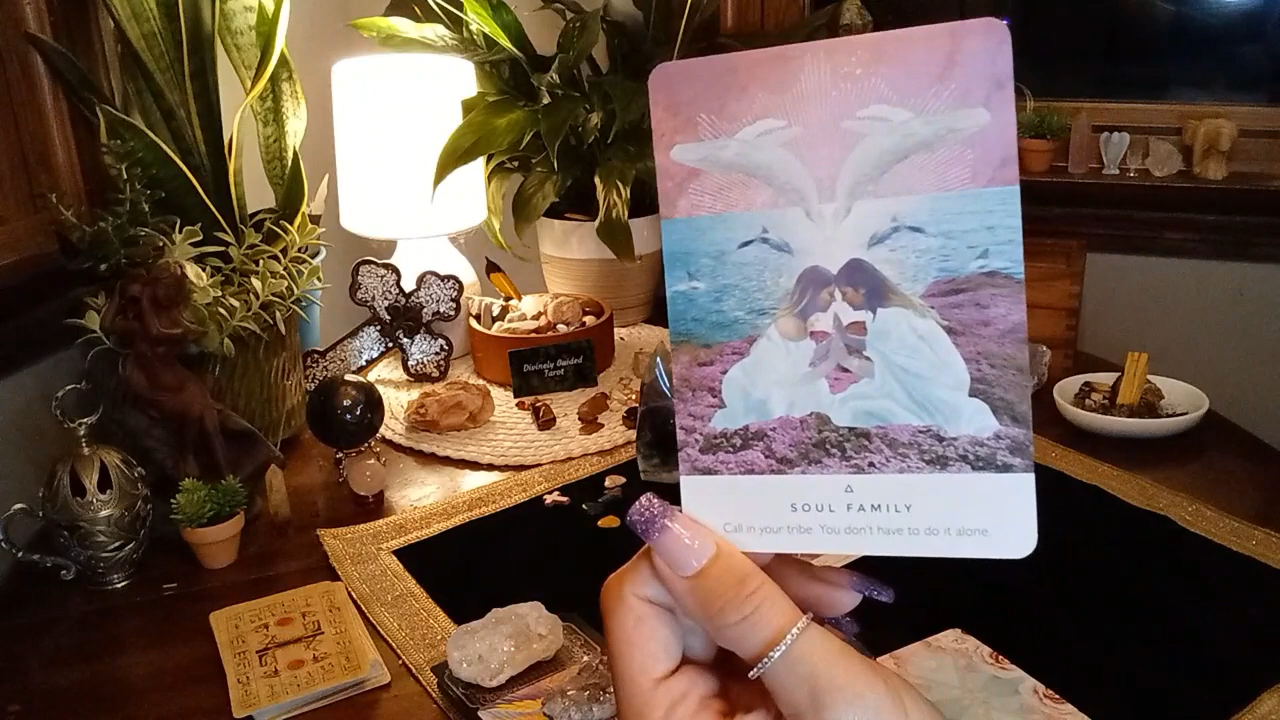 Divinely Guided
Tarot
SOUL FAMILY
Call in your tribe. You don't have to do it alone.